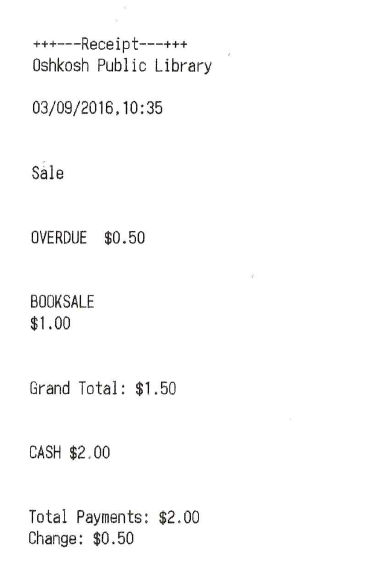 +++---Receipt---+++
Oshkosh Public Library
03/09/2016,10:35
Sale
OVERDUE $0.50
BOOKSALE
$1.00
Grand Total: $1.50
CASH $2.00
Total Payments: $2.00
Change: $0.50